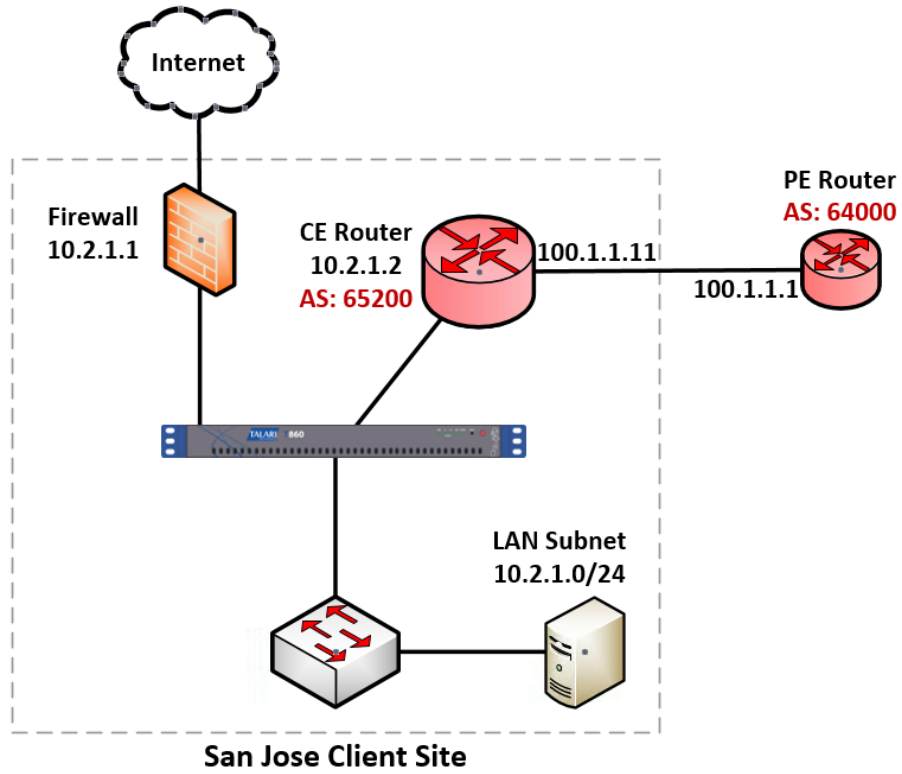 Internet
Firewall
10.2.1.1
CE Router
10.2.1.2
AS: 65200
100.1.1.11
PE Router
AS: 64000
100.1.1.1
TALARI 860
LAN Subnet
10.2.1.0/24
San Jose Client Site